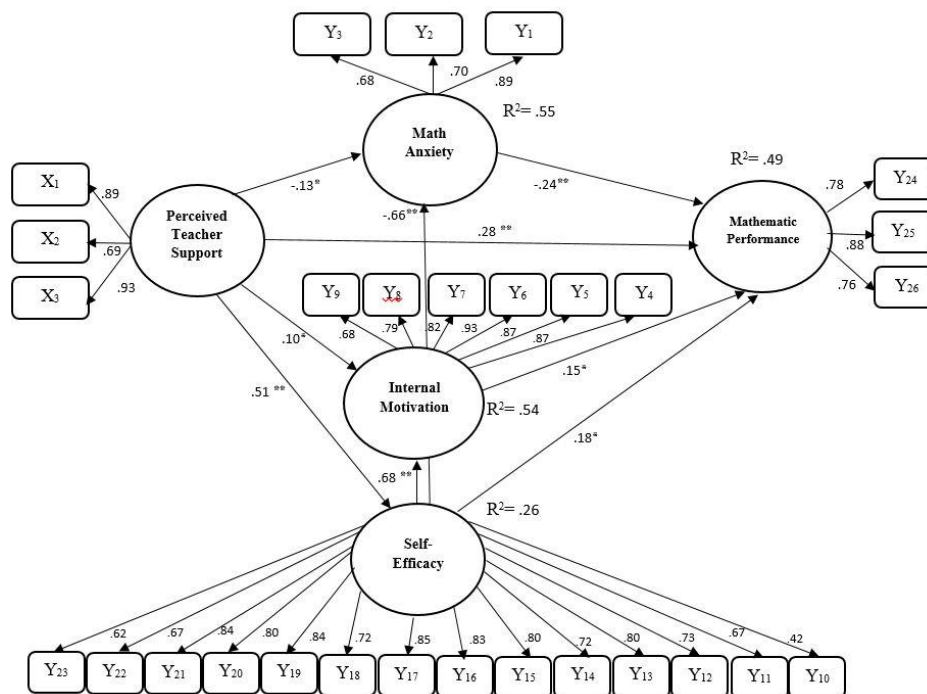 Y3
Y2
Y1
.68
.70
.89
R2= .55
Math
Anxiety
R2= .49
X1
.89
X2
.69
X3
.93
Perceived
Teacher
Support
-.13*
-.24**
-.66**
.28 **
Mathematic
Performance
.78
Y24
.88
Y25
.76
Y26
Y9
Y8
Y7
Y6
Y5
Y4
.68
.79
.82
.93
.87
.87
.10*
.51 **
Internal
Motivation
R2= .54
.15*
.18*
.68 **
R2= .26
Self-
Efficacy
.62
.67
.84
.80
.84
.72
.85
.83
.80
.72
.80
.73
.67
.42
Y23
Y22
Y21
Y20
Y19
Y18
Y17
Y16
Y15
Y14
Y13
Y12
Y11
Y10